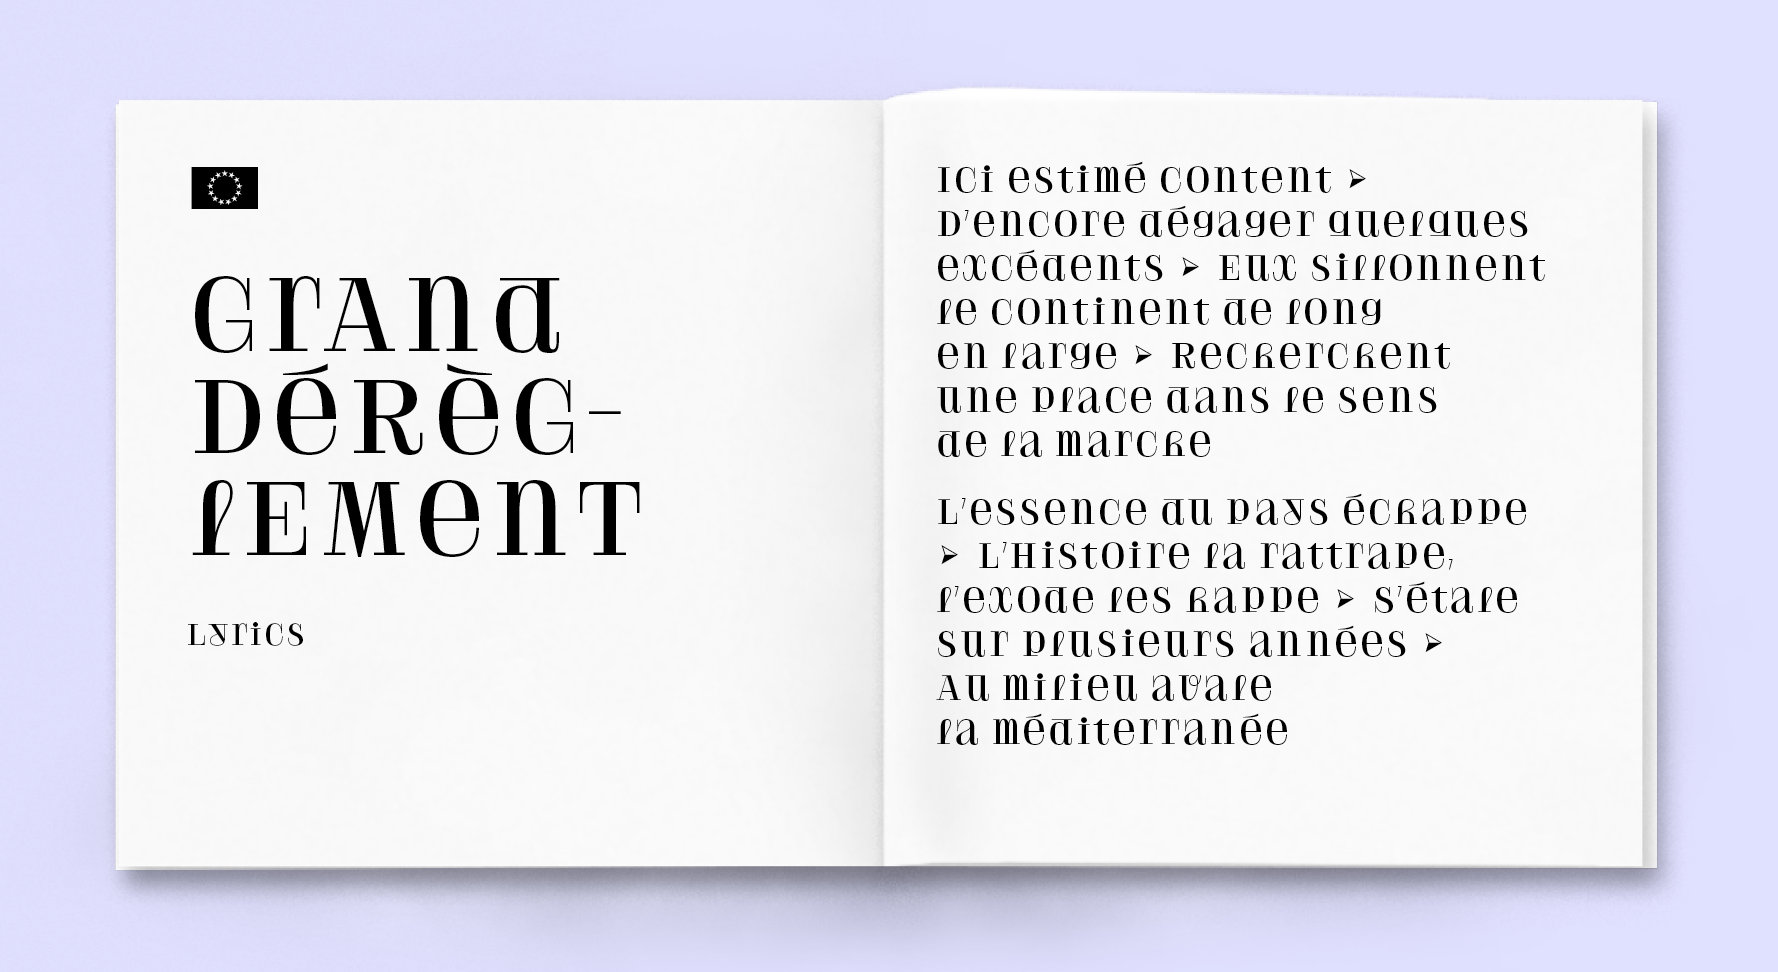 GrAnd
DéRèG-
lEMenT
Lyrics
Ici estimé content ➢
D'encore dégager quelques
excédents ➢ Eux sillonnent
le continent de long
en large ➢ Recherchent
une place dans le sens
de la marche
L'essence du pays échappe
➢ L'Histoire la rattrape,
l'exode les happe ➢ S'étale
sur plusieurs années ➢
Au milieu avale
la méditerranée